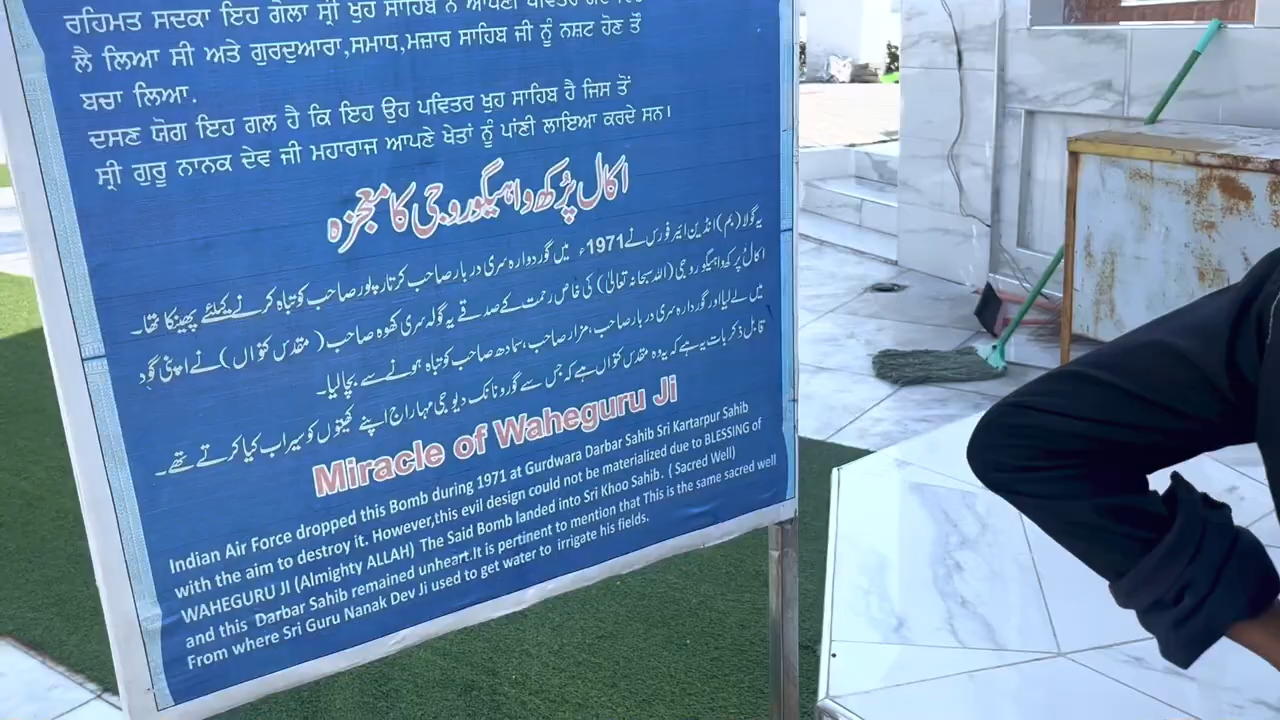 ਰਹਿਮਤ ਸਦਕਾ ਇਹ ਗੋਲਾ ਸ੍ਰੀ ਖੂਹ ਸਾਹਿਬ ਨੇ ਆਪਣੀ ਪਵਿਤਰ
ਲੈ ਲਿਆ ਸੀ ਅਤੇ ਗੁਰਦੁਆਰਾ,ਸਮਾਧ,ਮਜ਼ਾਰ ਸਾਹਿਬ ਜੀ ਨੂੰ ਨਸ਼ਟ ਹੋਣ ਤੋਂ
ਬਚਾ ਲਿਆ.
ਦਸਣ ਯੋਗ ਇਹ ਗਲ ਹੈ ਕਿ ਇਹ ਉਹ ਪਵਿਤਰ ਖੂਹ ਸਾਹਿਬ ਹੈ ਜਿਸ ਤੋਂ
ਸ੍ਰੀ ਗੁਰੂ ਨਾਨਕ ਦੇਵ ਜੀ ਮਹਾਰਾਜ ਆਪਣੇ ਖੇਤਾਂ ਨੂੰ ਪਾਂਣੀ ਲਾਇਆ ਕਰਦੇ ਸਨ।
اکال پُرکھ واہیگورو جی کا معجزہ
یہ گولا (بم) انڈین ائیر فورس نے 1971ء میں گوردوارہ سری دربار صاحب کرتارپور صاحب کو تباہ کرنے کیلئے پھینکا تھا۔
اکال پُرکھ واہیگورو جی (اللہ سبحانہ تعالیٰ) کی خاص رحمت کے صدقے یہ گولہ سری کھوہ صاحب (مقدس کنواں) نے اپنی گود
میں لے لیا اور گوردارہ سری دربار صاحب، مزار صاحب، سمادھ صاحب کو تباہ ہونے سے بچا لیا۔
قابل ذکر بات یہ ہے کہ یہ وہ مقدس کنواں ہے کہ جس سے گورونانک دیو جی مہاراج اپنے کھیتوں کو سیراب کیا کرتے تھے۔
Miracle of Waheguru Ji
Indian Air Force dropped this Bomb during 1971 at Gurdwara Darbar Sahib Sri Kartarpur Sahib
with the aim to destroy it. However,this evil design could not be materialized due to BLESSING of
WAHEGURU JI (Almighty ALLAH) The Said Bomb landed into Sri Khoo Sahib. ( Sacred Well)
and this Darbar Sahib remained unheart.It is pertinent to mention that This is the same sacred well
From where Sri Guru Nanak Dev Ji used to get water to irrigate his fields.